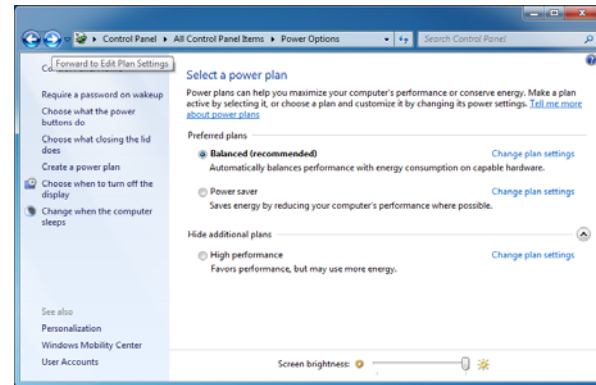 Control Panel ▸ All Control Panel Items ▸ Power Options
Search Control Panel
Forward to Edit Plan Settings
Require a password on wakeup
Choose what the power
buttons do
Choose what closing the lid
does
Create a power plan
Choose when to turn off the
display
Change when the computer
sleeps
See also
Personalization
Windows Mobility Center
User Accounts
Select a power plan
Power plans can help you maximize your computer's performance or conserve energy. Make a plan
active by selecting it, or choose a plan and customize it by changing its power settings. Tell me more
about power plans
Preferred plans
Balanced (recommended) Change plan settings
Automatically balances performance with energy consumption on capable hardware.
Power saver Change plan settings
Saves energy by reducing your computer's performance where possible.
Hide additional plans
High performance Change plan settings
Favors performance, but may use more energy.
Screen brightness: